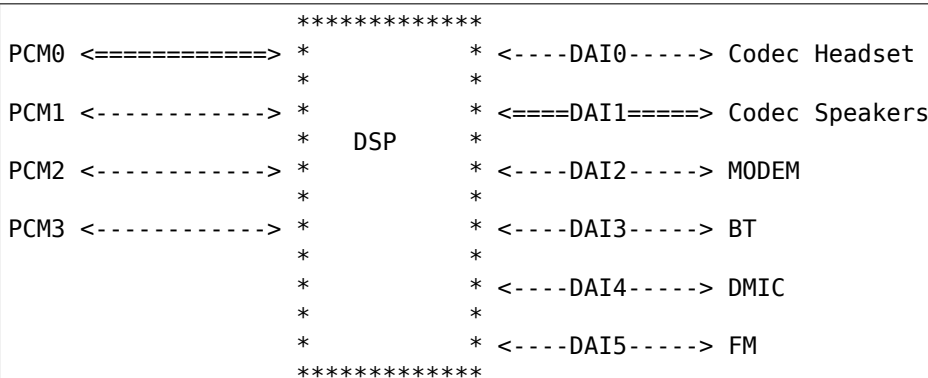 *************
PCM0 <============> *           * <----DAI0-----> Codec Headset
                    *           *
PCM1 <------------> *           * <====DAI1=====> Codec Speakers
                    *   DSP     *
PCM2 <------------> *           * <----DAI2-----> MODEM
                    *           *
PCM3 <------------> *           * <----DAI3-----> BT
                    *           *
                    *           * <----DAI4-----> DMIC
                    *           *
                    *           * <----DAI5-----> FM
                    *************